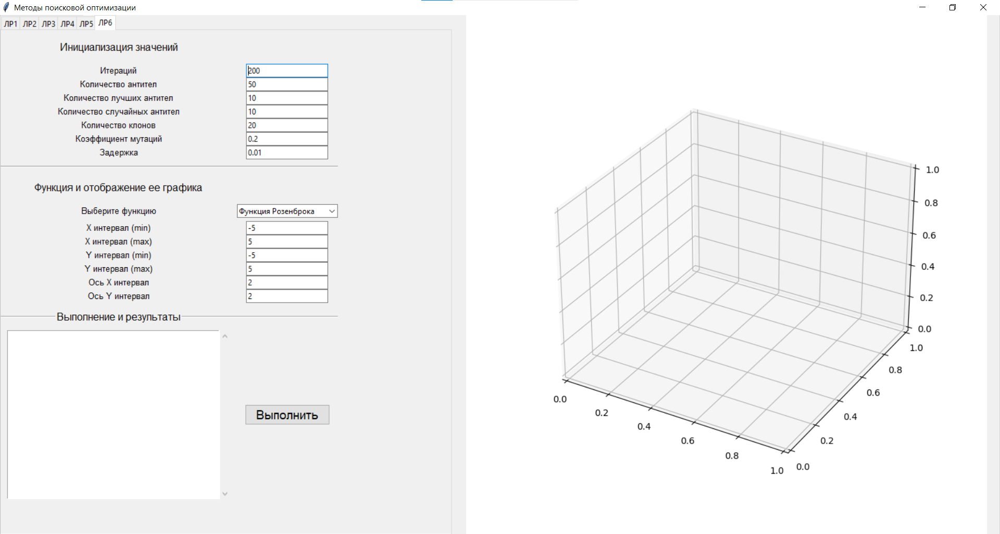 Методы поисковой оптимизации
ЛР1 ЛР2 ЛР3 ЛР4 ЛР5 ЛР6
Инициализация значений
Итераций 200
Количество антител 50
Количество лучших антител 10
Количество случайных антител 10
Количество клонов 20
Коэффициент мутаций 0.2
Задержка 0.01
Функция и отображение ее графика
Выберите функцию Функция Розенброка
X интервал (min) -5
X интервал (max) 5
Y интервал (min) -5
Y интервал (max) 5
Ось X интервал 2
Ось Y интервал 2
Выполнение и результаты
Выполнить
1.0
0.8
0.6
0.4
0.2
0.0
1.0
0.8
0.6
0.4
0.2
0.0
0.0
0.2
0.4
0.6
0.8
1.0